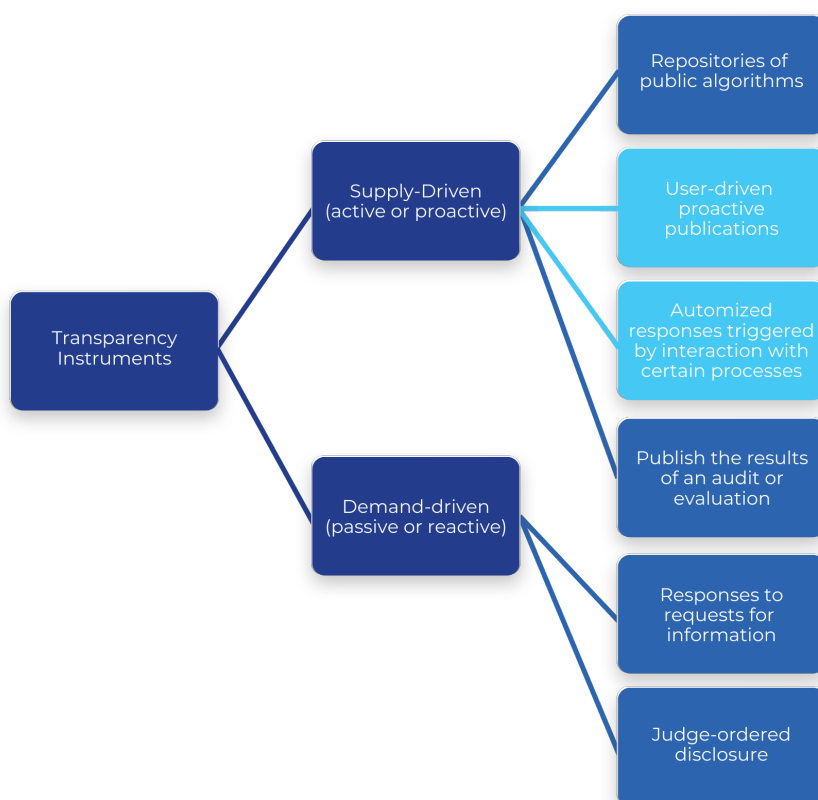 Transparency
Instruments
Supply-Driven
(active or proactive)
Demand-driven
(passive or reactive)
Repositories of
public algorithms
User-driven
proactive
publications
Automized
responses triggered
by interaction with
certain processes
Publish the results
of an audit or
evaluation
Responses to
requests for
information
Judge-ordered
disclosure